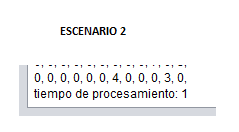 ESCENARIO 2
0, 0, 0, 0, 0, 0, 4, 0, 0, 0, 3, 0,
tiempo de procesamiento: 1